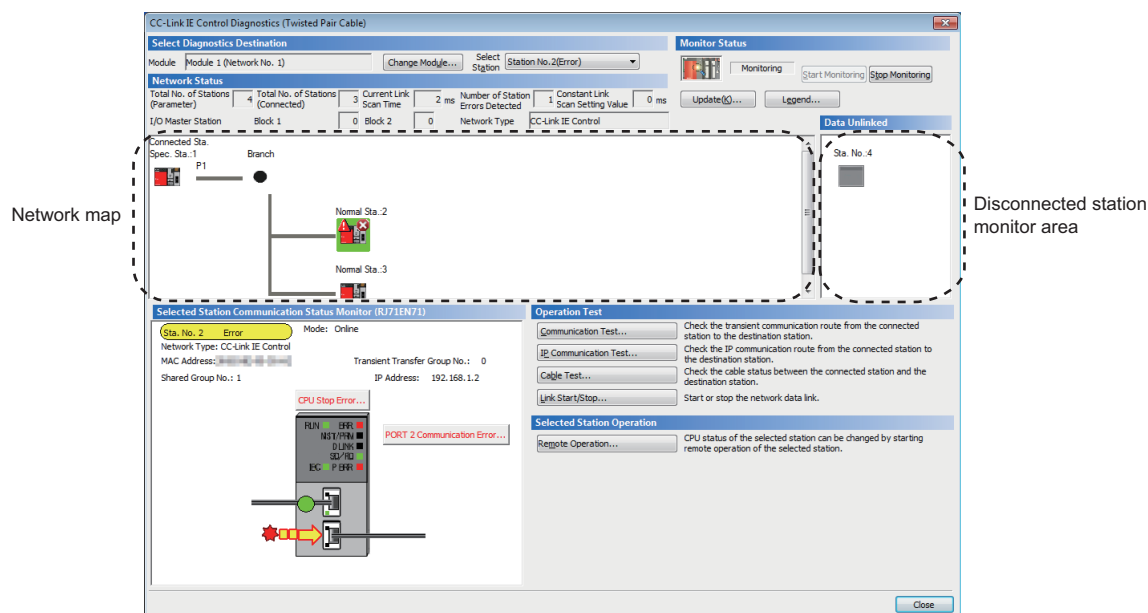 CC-Link IE Control Diagnostics (Twisted Pair Cable)
Select Diagnostics Destination
Module
Module 1 (Network No. 1)
Change Module...
Select
Station
Station No.2(Error)
Monitor Status
Monitoring
Start Monitoring
Stop Monitoring
Update(K)...
Legend...
Network Status
Total No. of Stations
(Parameter)
4
Total No. of Stations
(Connected)
3
Current Link
Scan Time
2 ms
Number of Station
Errors Detected
1
Constant Link
Scan Setting Value
0 ms
I/O Master Station
Block 1
0
Block 2
0
Network Type
CC-Link IE Control
Data Unlinked
Connected Sta.
Spec. Sta.:1
P1
Branch
Normal Sta.:2
Normal Sta.:3
Sta. No.:4
Network map
Disconnected station
monitor area
Selected Station Communication Status Monitor (RJ71EN71)
Sta. No. 2 Error
Mode: Online
Network Type: CC-Link IE Control
MAC Address:
Transient Transfer Group No.: 0
Shared Group No.: 1
IP Address: 192.168.1.2
CPU Stop Error...
PORT 2 Communication Error...
RUN ERR
NST/PRM
D LINK
SD/RD
IEC P ERR
Operation Test
Communication Test...
Check the transient communication route from the connected
station to the destination station.
IP Communication Test...
Check the IP communication route from the connected station to
the destination station.
Cable Test...
Check the cable status between the connected station and the
destination station.
Link Start/Stop...
Start or stop the network data link.
Selected Station Operation
Remote Operation...
CPU status of the selected station can be changed by starting
remote operation of the selected station.
Close